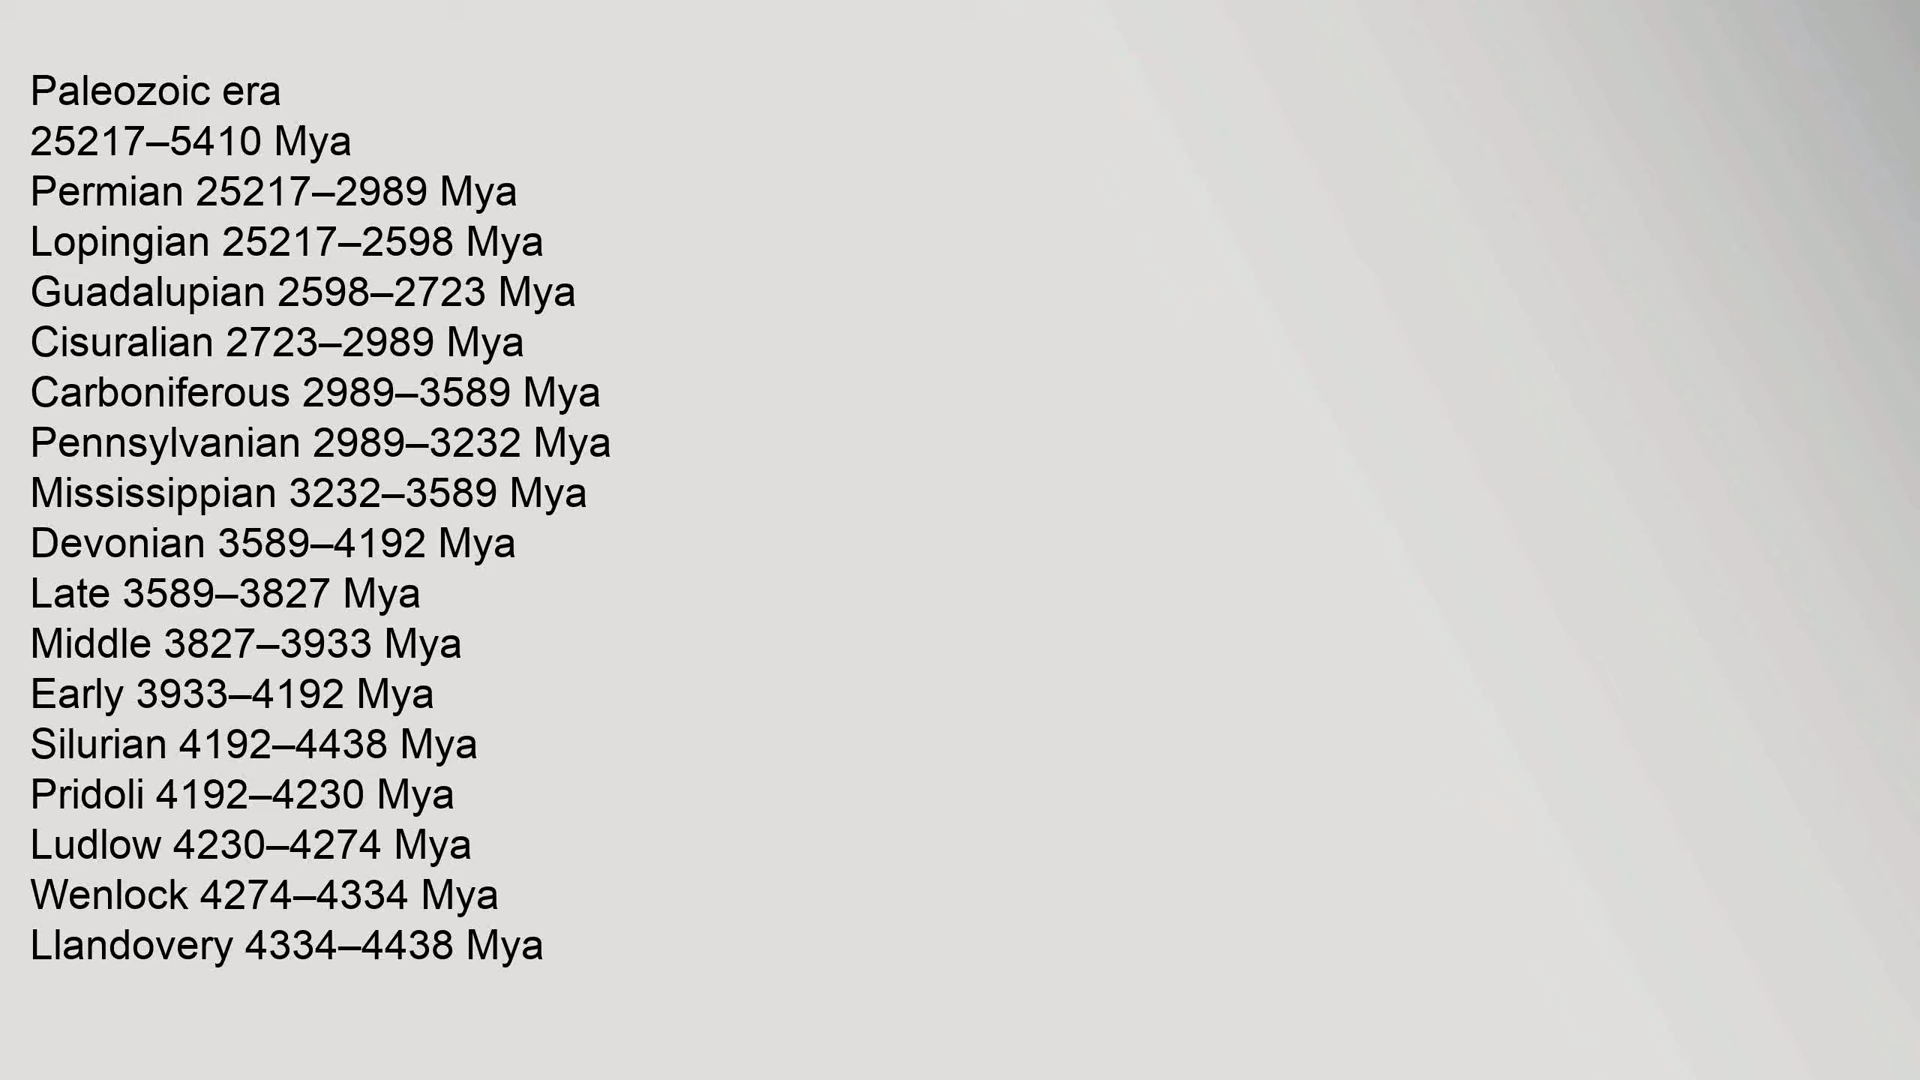 Paleozoic era
25217–5410 Mya
Permian 25217–2989 Mya
Lopingian 25217–2598 Mya
Guadalupian 2598–2723 Mya
Cisuralian 2723–2989 Mya
Carboniferous 2989–3589 Mya
Pennsylvanian 2989–3232 Mya
Mississippian 3232–3589 Mya
Devonian 3589–4192 Mya
Late 3589–3827 Mya
Middle 3827–3933 Mya
Early 3933–4192 Mya
Silurian 4192–4438 Mya
Pridoli 4192–4230 Mya
Ludlow 4230–4274 Mya
Wenlock 4274–4334 Mya
Llandovery 4334–4438 Mya